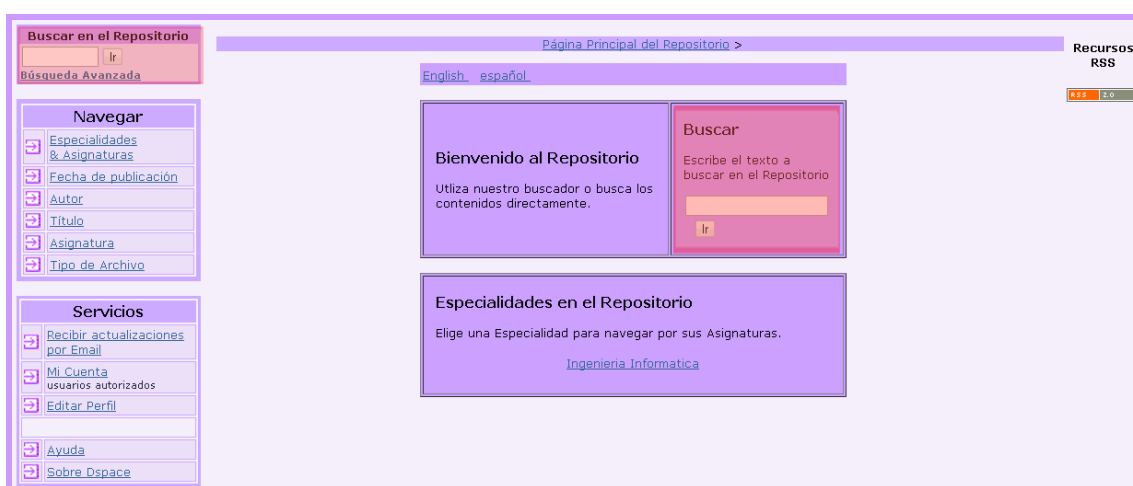 Buscar en el Repositorio
Ir
Búsqueda Avanzada
Navegar
Especialidades
& Asignaturas
Fecha de publicación
Autor
Título
Asignatura
Tipo de Archivo
Servicios
Recibir actualizaciones
por Email
Mi Cuenta
usuarios autorizados
Editar Perfil
Ayuda
Sobre Dspace
Página Principal del Repositorio >
English español
Bienvenido al Repositorio
Utliza nuestro buscador o busca los
contenidos directamente.
Buscar
Escribe el texto a
buscar en el Repositorio
Ir
Especialidades en el Repositorio
Elige una Especialidad para navegar por sus Asignaturas.
Ingenieria Informatica
Recursos
RSS
RSS 2.0